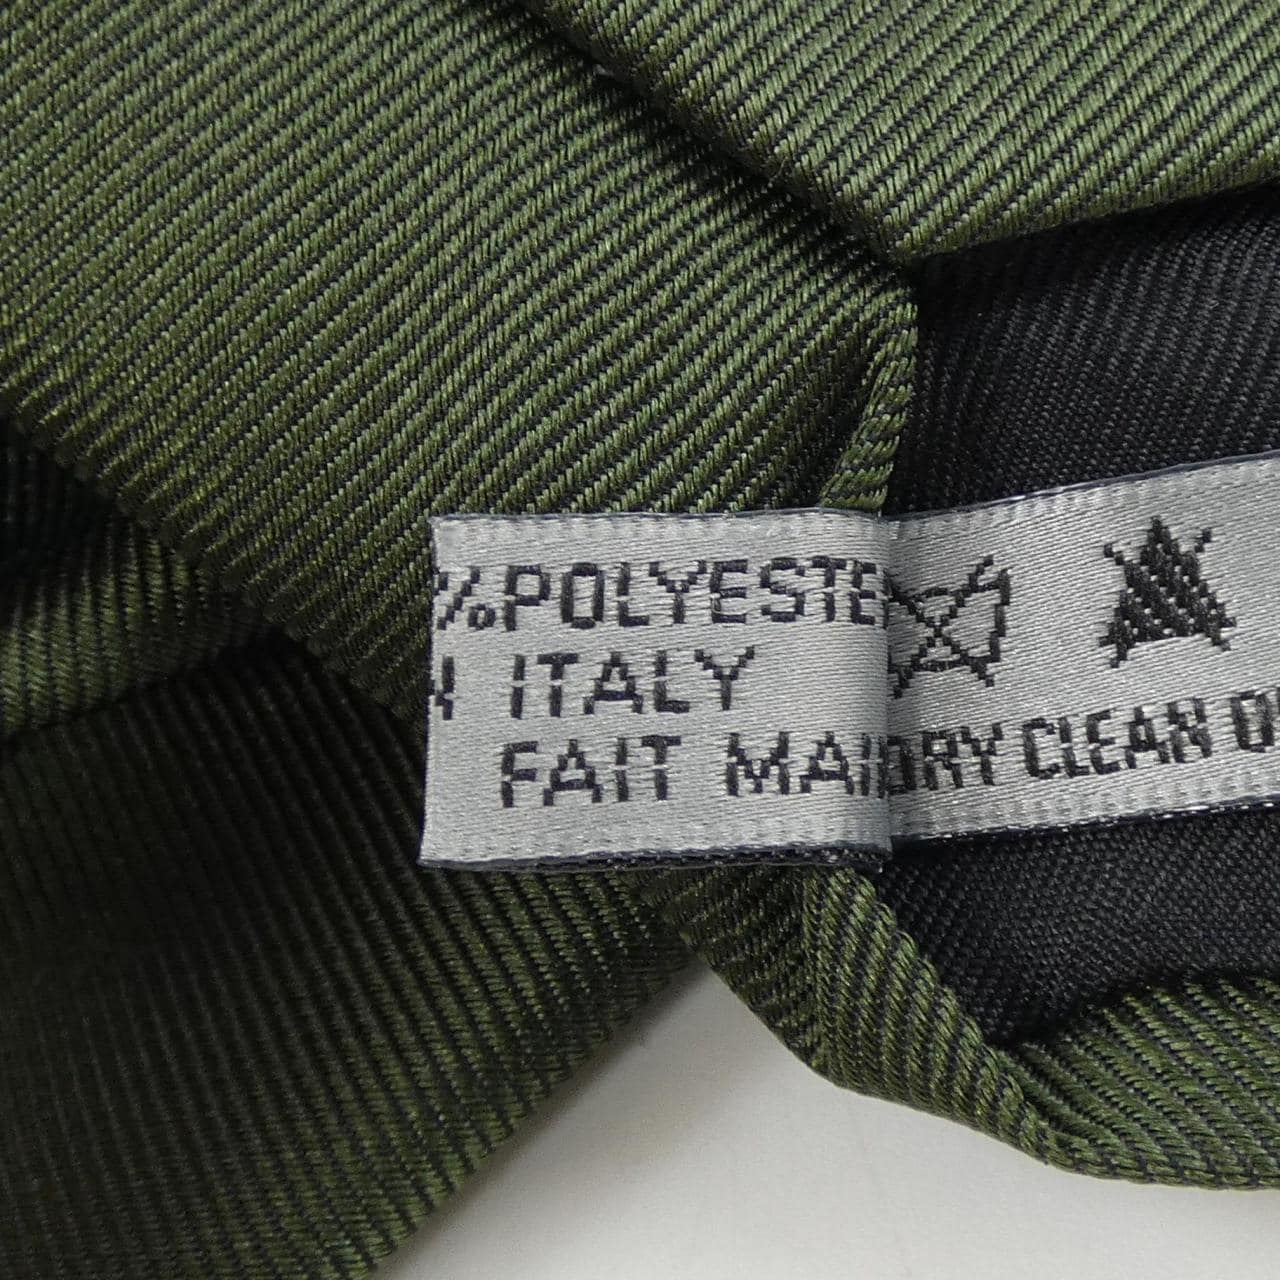 %POLYESTE
ITALY
FAIT MAI
DRY CLEAN